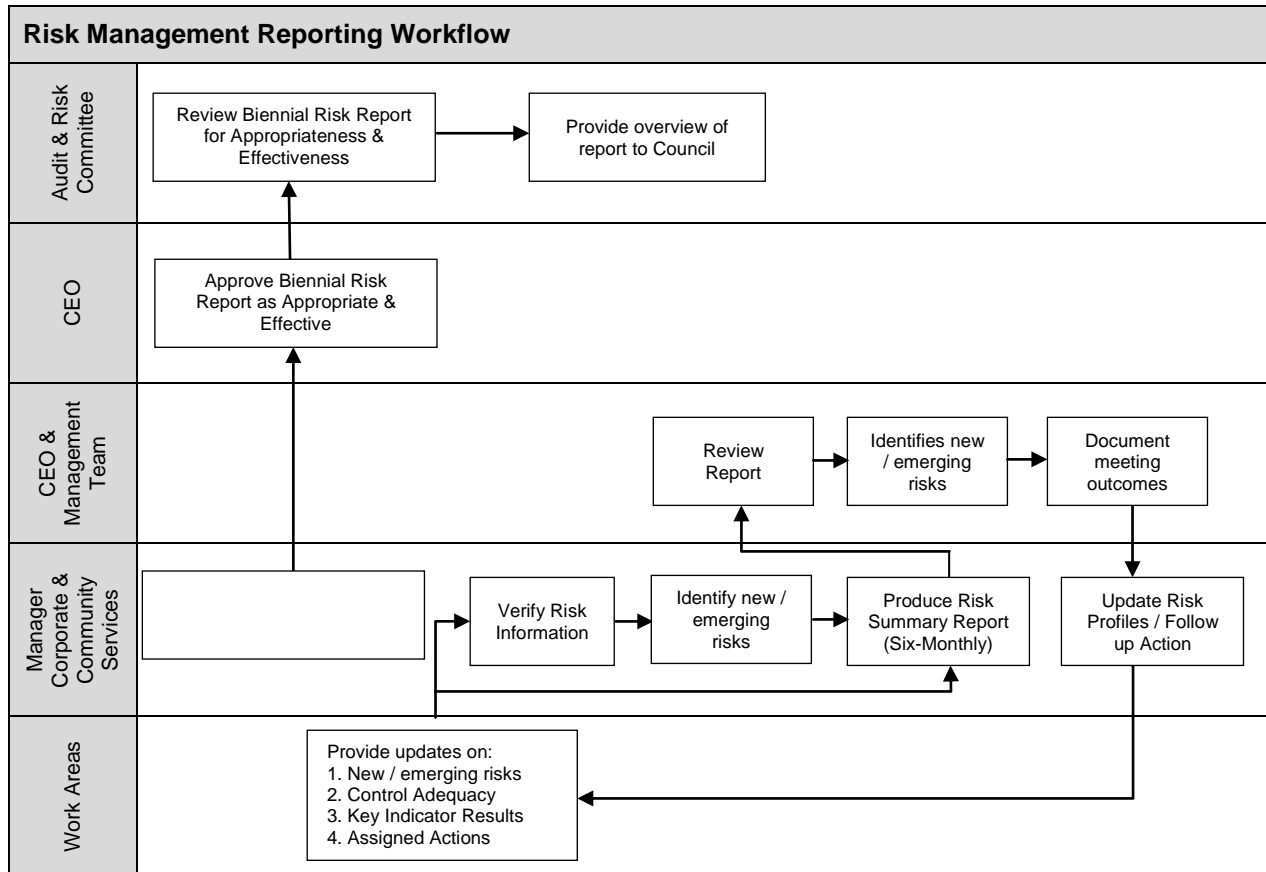 Risk Management Reporting Workflow
Audit & Risk
Committee
Review Biennial Risk Report
for Appropriateness &
Effectiveness
Provide overview of
report to Council
CEO
Approve Biennial Risk
Report as Appropriate &
Effective
CEO &
Management
Team
Review
Report
Identifies new
/ emerging
risks
Document
meeting
outcomes
Manager
Corporate &
Community
Services
Verify Risk
Information
Identify new /
emerging
risks
Produce Risk
Summary Report
(Six-Monthly)
Update Risk
Profiles / Follow
up Action
Work Areas
Provide updates on:
1. New / emerging risks
2. Control Adequacy
3. Key Indicator Results
4. Assigned Actions